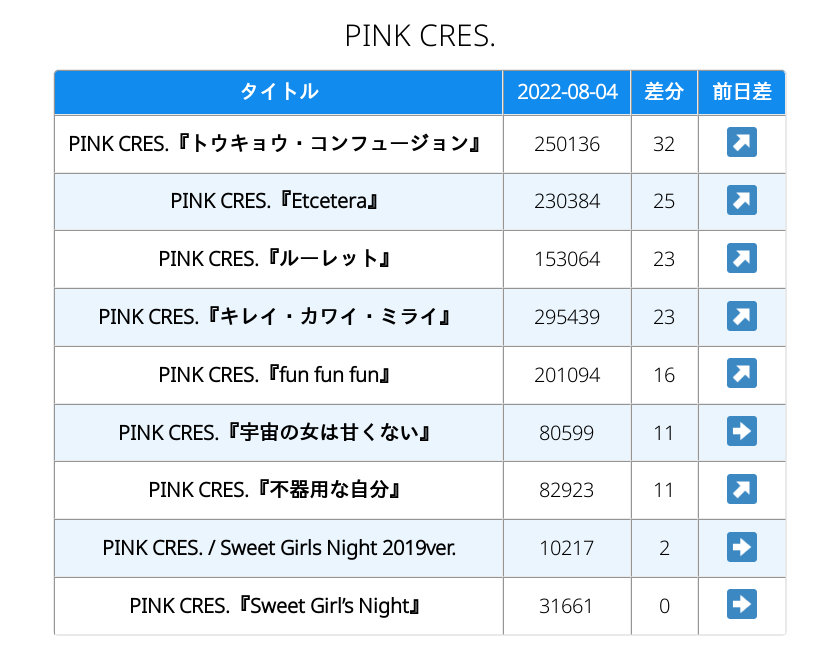 PINK CRES.
タイトル 2022-08-04 差分 前日差
PINK CRES.『トウキョウ・コンフュージョン』 250136 32
PINK CRES.『Etcetera』 230384 25
PINK CRES.『ルーレット』 153064 23
PINK CRES.『キレイ・カワイ・ミライ』 295439 23
PINK CRES.『fun fun fun』 201094 16
PINK CRES.『宇宙の女は甘くない』 80599 11
PINK CRES.『不器用な自分』 82923 11
PINK CRES. / Sweet Girls Night 2019ver. 10217 2
PINK CRES.『Sweet Girl’s Night』 31661 0